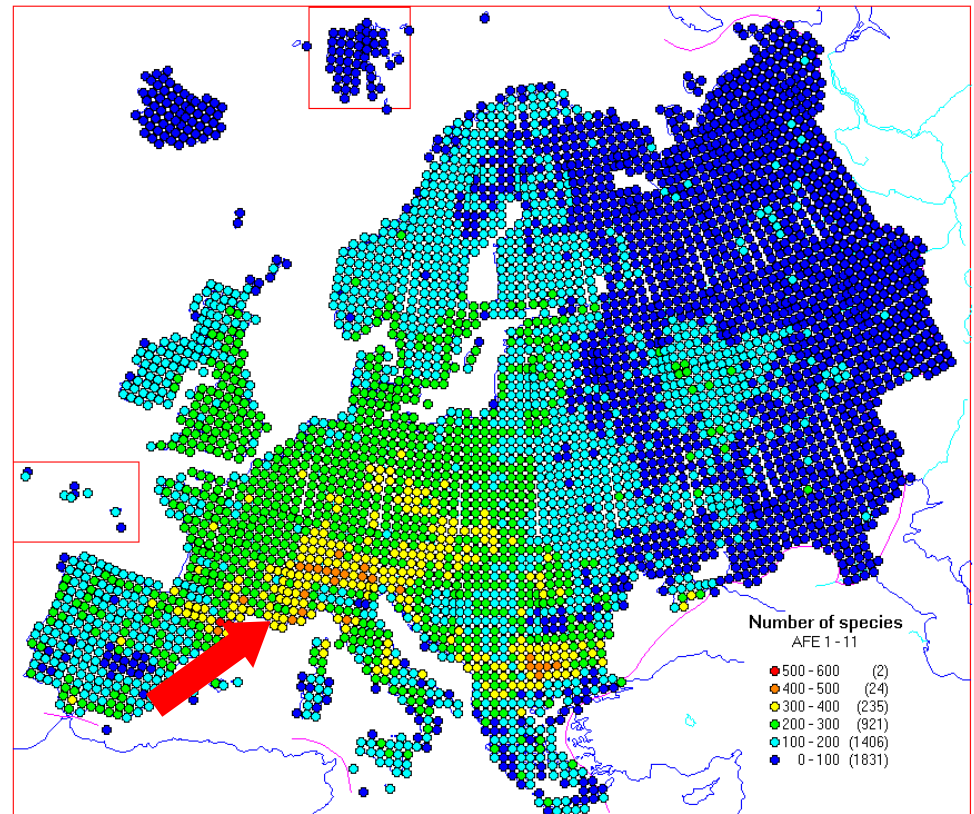 Number of species
AFE 1 - 11
500 - 600 (2)
400 - 500 (24)
300 - 400 (235)
200 - 300 (921)
100 - 200 (1406)
0 - 100 (1831)